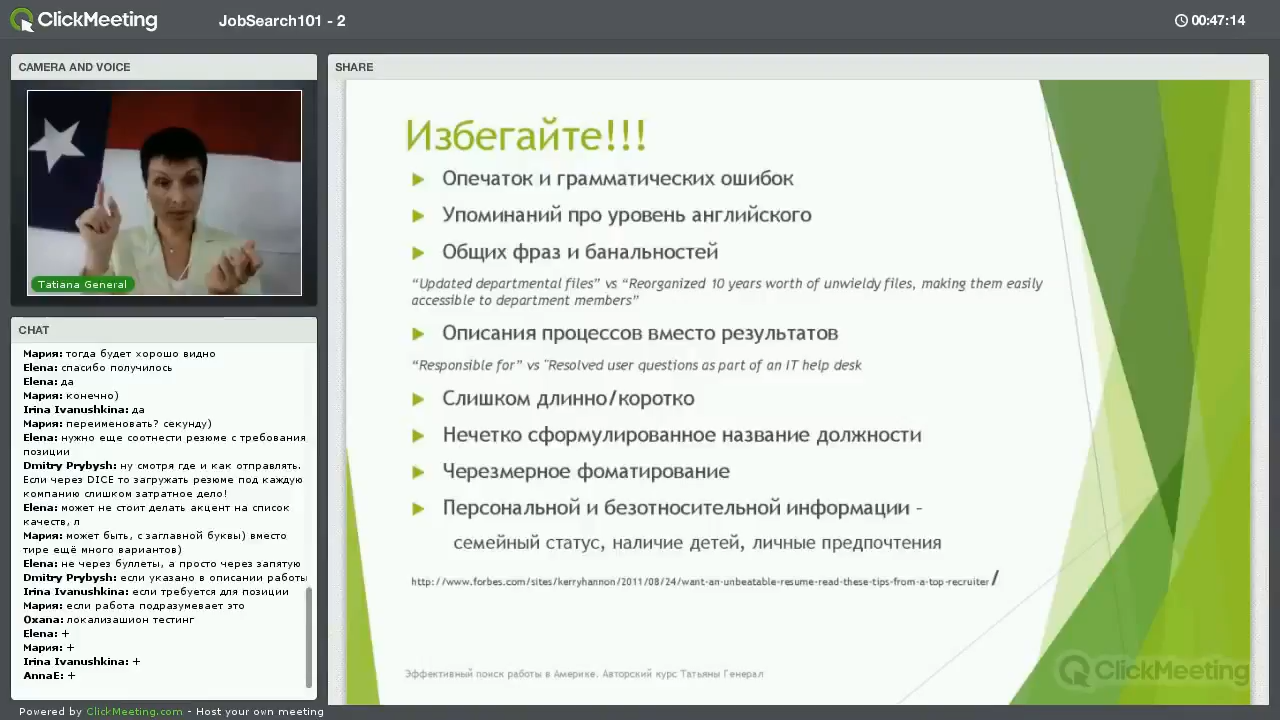 ClickMeeting
JobSearch101 - 2
00:47:14
CAMERA AND VOICE
Tatiana General
CHAT
Мария: тогда будет хорошо видно
Elena: спасибо получилось
Elena: да
Мария: конечно)
Irina Ivanushkina: да
Мария: переименовать? секунду)
Elena: нужно еще соотнести резюме с требования
позиции
Dmitry Prybysh: ну смотря где и как отправлять.
Если через DICE то загружать резюме под каждую
компанию слишком затратное дело!
Elena: может не стоит делать акцент на список
качеств, л
Мария: может быть, с заглавной буквы) вместо
тире ещё много вариантов)
Elena: не через буллеты, а просто через запятую
Dmitry Prybysh: если указано в описании работы
Irina Ivanushkina: если требуется для позиции
Мария: если работа подразумевает это
Oxana: локализашион тестинг
Elena: +
Мария: +
Irina Ivanushkina: +
AnnaE: +
SHARE
Избегайте!!!
Опечаток и грамматических ошибок
Упоминаний про уровень английского
Общих фраз и банальностей
“Updated departmental files” vs “Reorganized 10 years worth of unwieldy files, making them easily
accessible to department members”
Описания процессов вместо результатов
“Responsible for” vs "Resolved user questions as part of an IT help desk
Слишком длинно/коротко
Нечетко сформулированное название должности
Черезмерное фоматирование
Персональной и безотносительной информации –
семейный статус, наличие детей, личные предпочтения
http://www.forbes.com/sites/kerryhannon/2011/08/24/want-an-unbeatable-resume-read-these-tips-from-a-top-recruiter/
Эффективный поиск работы в Америке. Авторский курс Татьяны Генерал
ClickMeeting
Powered by ClickMeeting.com - Host your own meeting